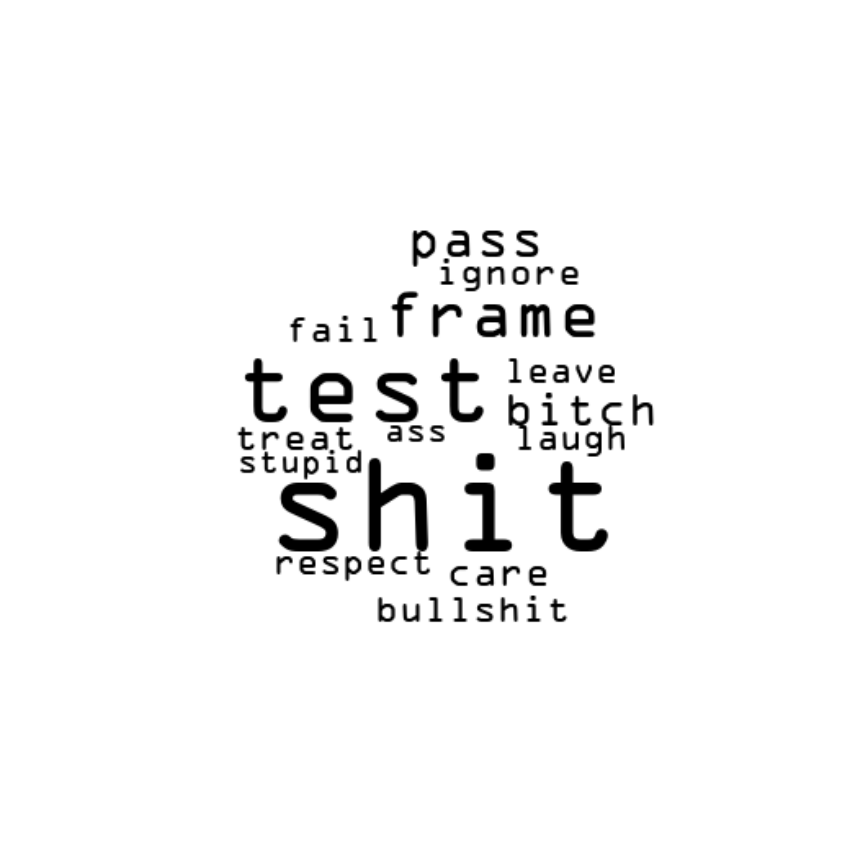 pass
ignore
frame
fail
test
leave
bitch
ass
treat
laugh
stupid
shit
respect
care
bullshit